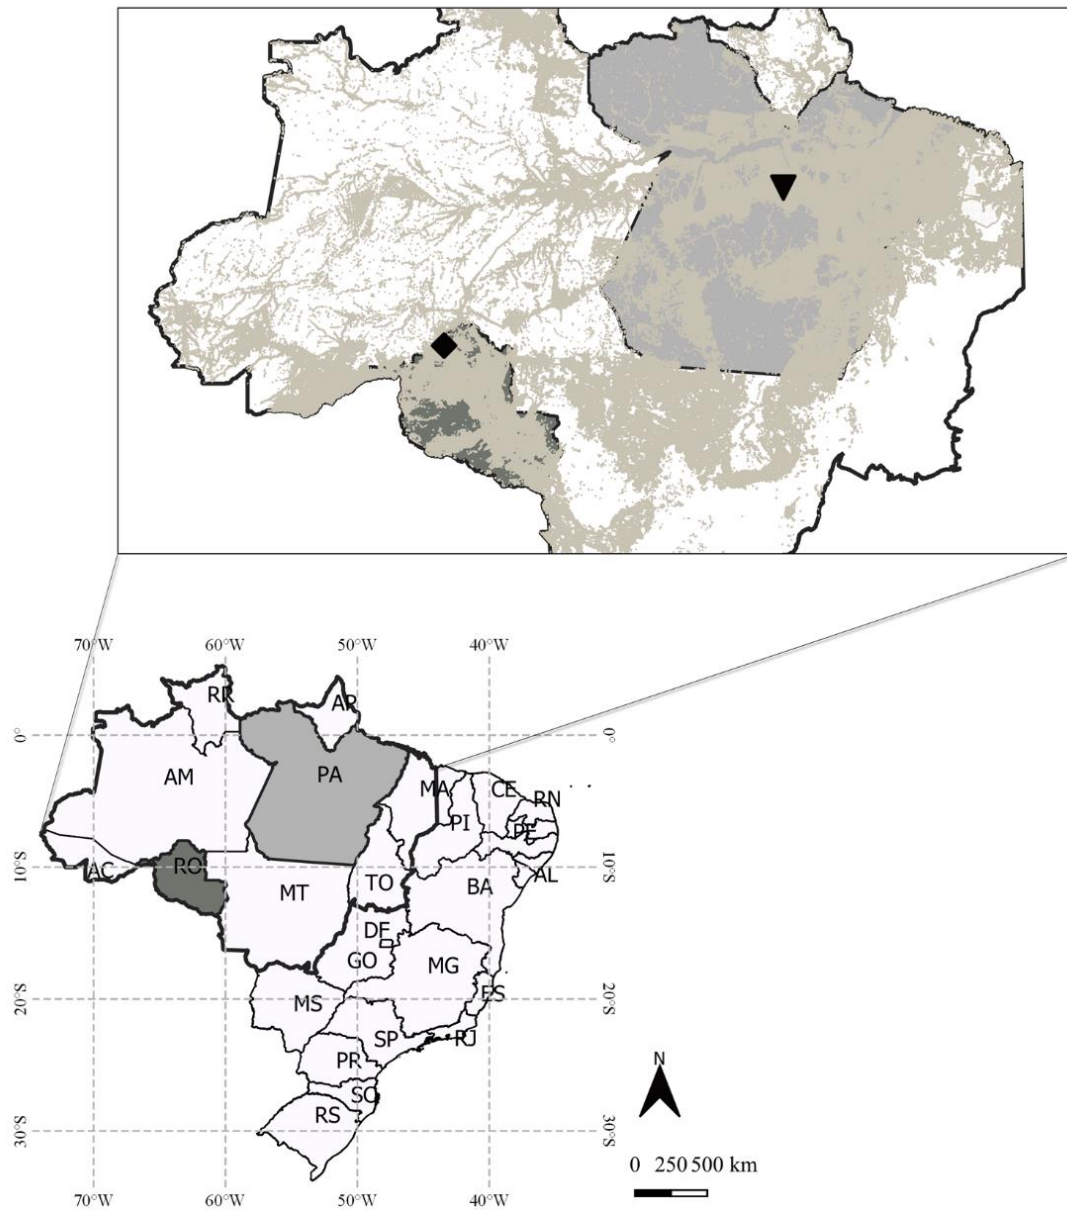 70°W 60°W 50°W 40°W
RR AP
0° 0°
AM PA MA CE
RN
PI PE
RO
AC 10°S 10°S
AL
MT TO BA
DF
GO MG
ES
MS 20°S 20°S
SP RJ
PR
N
SC
RS
30°S 30°S
0 250 500 km
70°W 60°W 50°W 40°W